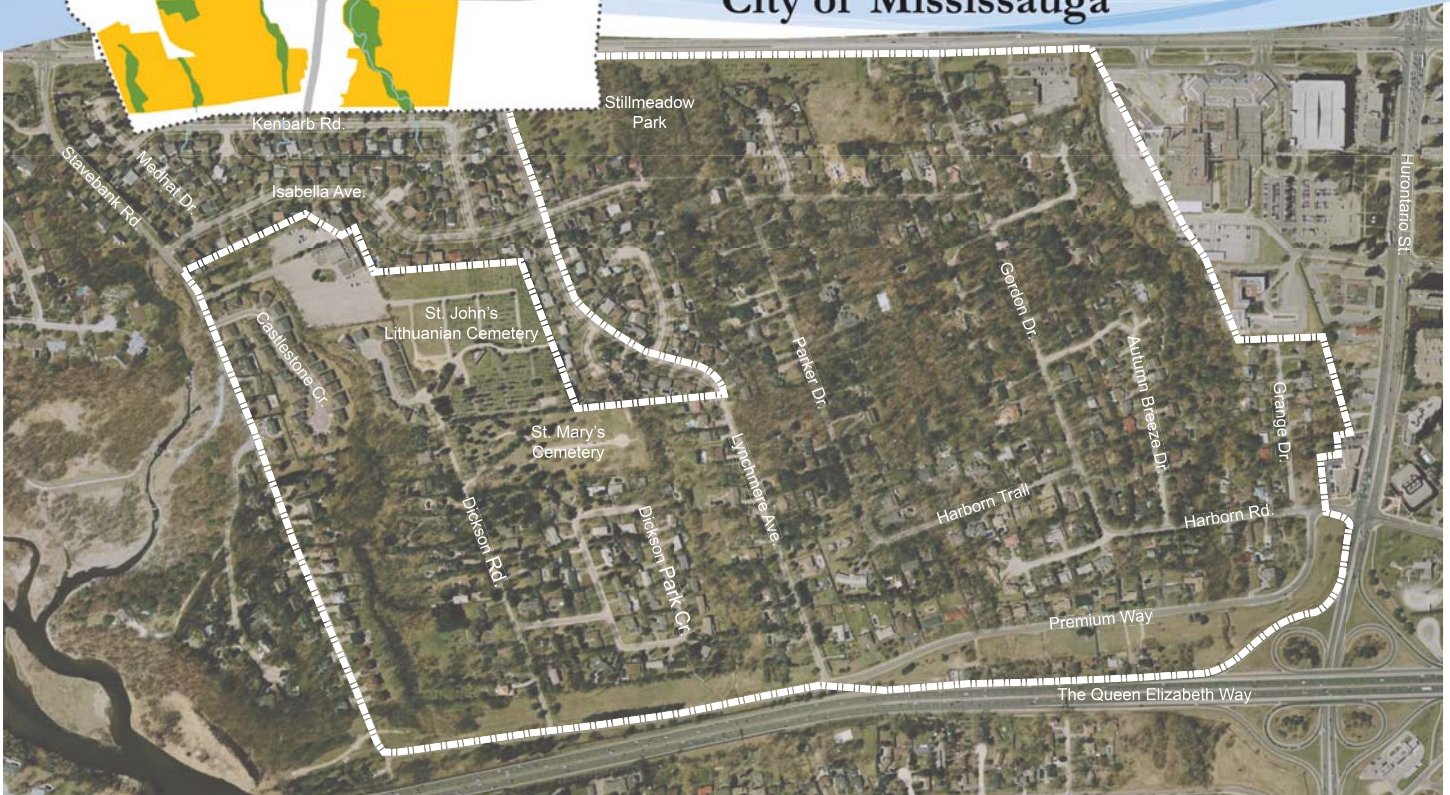 City of Mississauga
Stillmeadow
Park
Kenbarb Rd.
Stavebank Rd.
Medhat Dr.
Isabella Ave.
Hurontario St.
St. John's
Lithuanian Cemetery
Castlestone Cr.
Gordon Dr.
Parker Dr.
Autumn Breeze Dr.
Grange Dr.
St. Mary's
Cemetery
Lynchmere Ave.
Harborn Trail
Harborn Rd.
Dickson Rd.
Dickson Park Cr.
Premium Way
The Queen Elizabeth Way